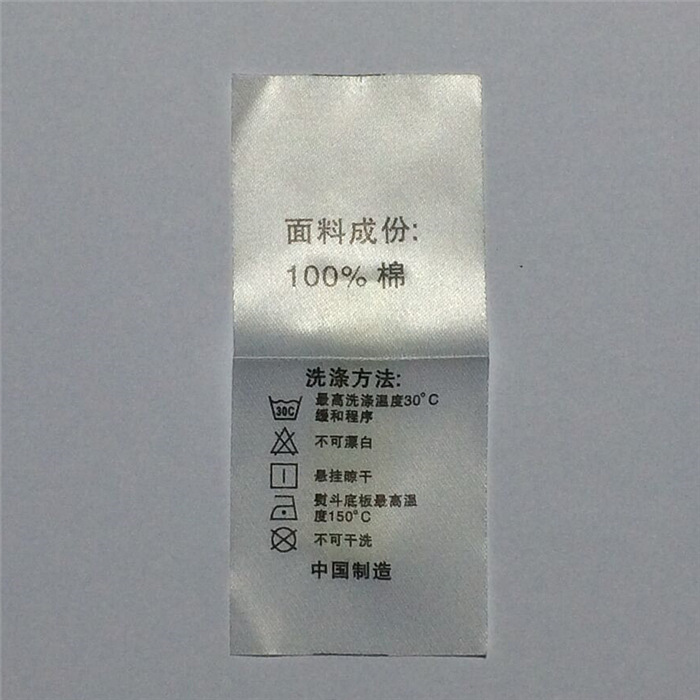 面料成份:
100% 棉
洗涤方法:
30C 最高洗涤温度30°C
缓和程序
不可漂白
悬挂晾干
熨斗底板最高温
度150°C
不可干洗
中国制造